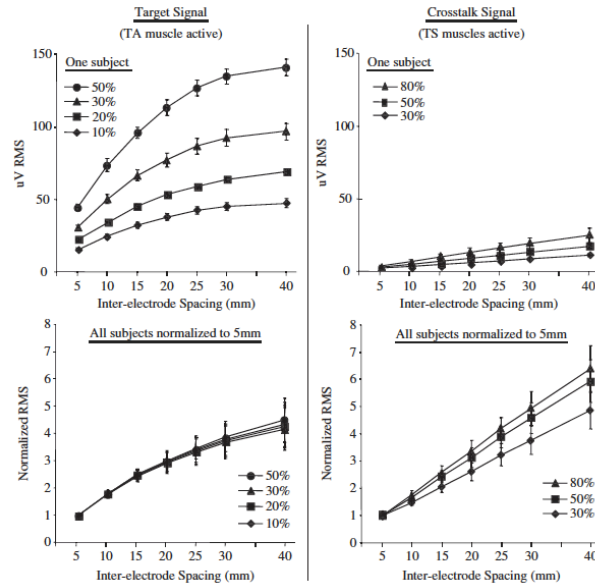 Target Signal
(TA muscle active)
One subject
50%
30%
20%
10%
150
100
50
0
uV RMS
5 10 15 20 25 30 40
Inter-electrode Spacing (mm)
Crosstalk Signal
(TS muscles active)
One subject
80%
50%
30%
150
100
50
0
uV RMS
5 10 15 20 25 30 40
Inter-electrode Spacing (mm)
All subjects normalized to 5mm
8
7
6
5
4
3
2
1
0
Normalized RMS
50%
30%
20%
10%
5 10 15 20 25 30 40
Inter-electrode Spacing (mm)
All subjects normalized to 5mm
8
7
6
5
4
3
2
1
0
Normalized RMS
80%
50%
30%
5 10 15 20 25 30 40
Inter-electrode Spacing (mm)